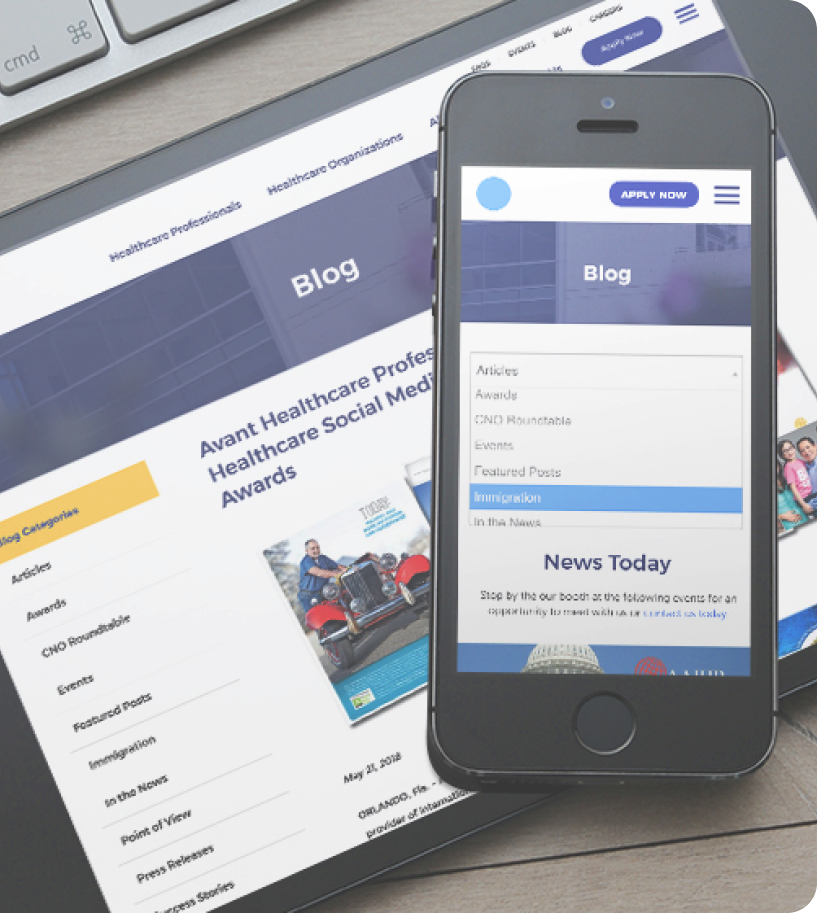 cmd ⌘
FAQS EVENTS BLOG CAREERS
Apply Now
Healthcare Professionals Healthcare Organizations
Blog
Avant Healthcare Profes
Healthcare Social Medi
Awards
Blog Categories
Articles
Awards
CNO Roundtable
Events
Featured Posts
Immigration
In the News
Point of View
Press Releases
ccess Stories
TODAY
May 21, 2018
ORLANDO, Fla. -
provider of internatio
APPLY NOW
Blog
Articles
Awards
CNO Roundtable
Events
Featured Posts
Immigration
In the News
News Today
Stop by the our booth at the following events for an
opportunity to meet with us or contact us today